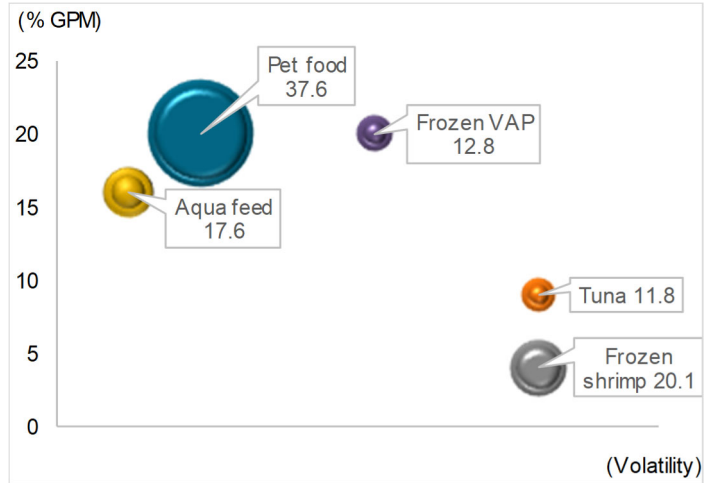 (% GPM)
25
20
15
10
5
0
Pet food
37.6
Frozen VAP
12.8
Aqua feed
17.6
Tuna 11.8
Frozen
shrimp 20.1
(Volatility)